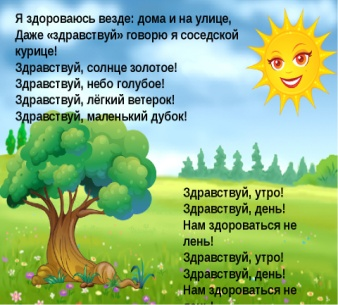 Я здороваюсь везде: дома и на улице,
Даже «здравствуй» говорю я соседской
курице!
Здравствуй, солнце золотое!
Здравствуй, небо голубое!
Здравствуй, лёгкий ветерок!
Здравствуй, маленький дубок!
Здравствуй, утро!
Здравствуй, день!
Нам здороваться не
лень!
Здравствуй, утро!
Здравствуй, день!
Нам здороваться не